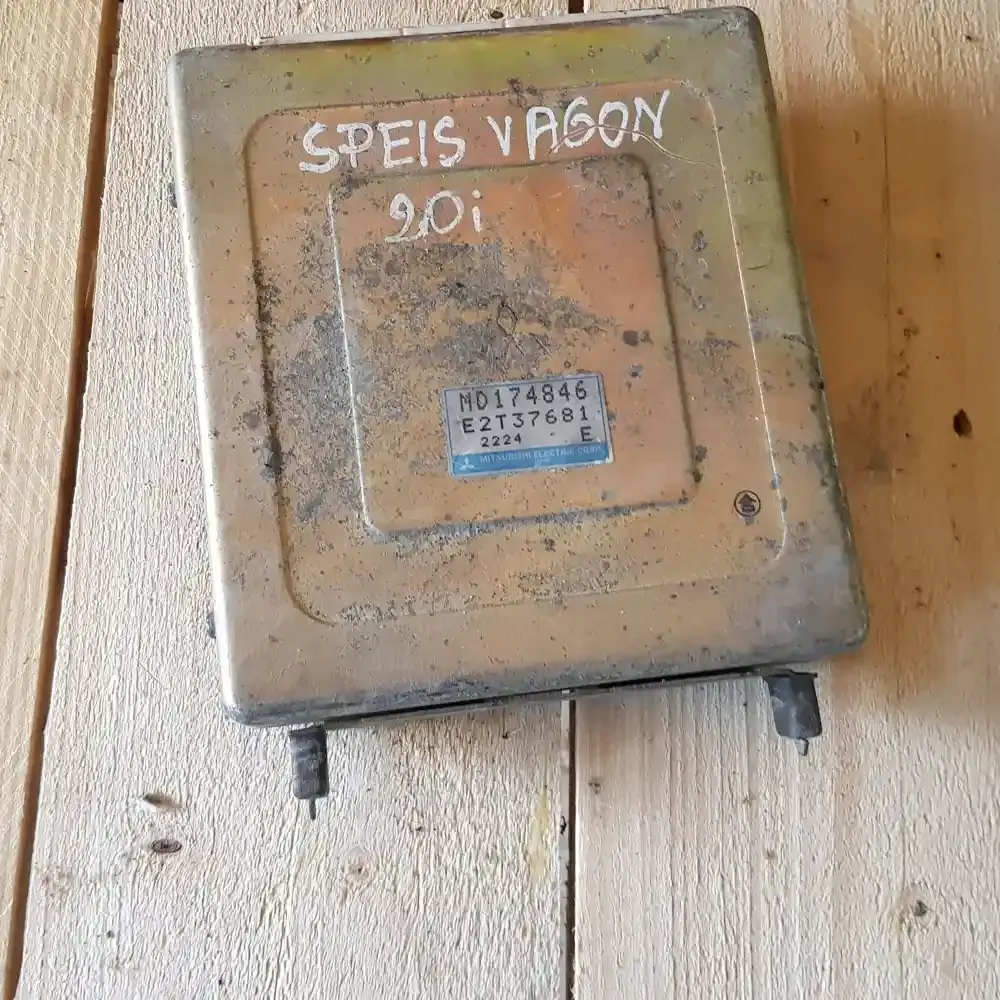 SPEIS VAGON
2.0i
MD174846
E2T37681
2224 - E
MITSUBISHI ELECTRIC CORP.